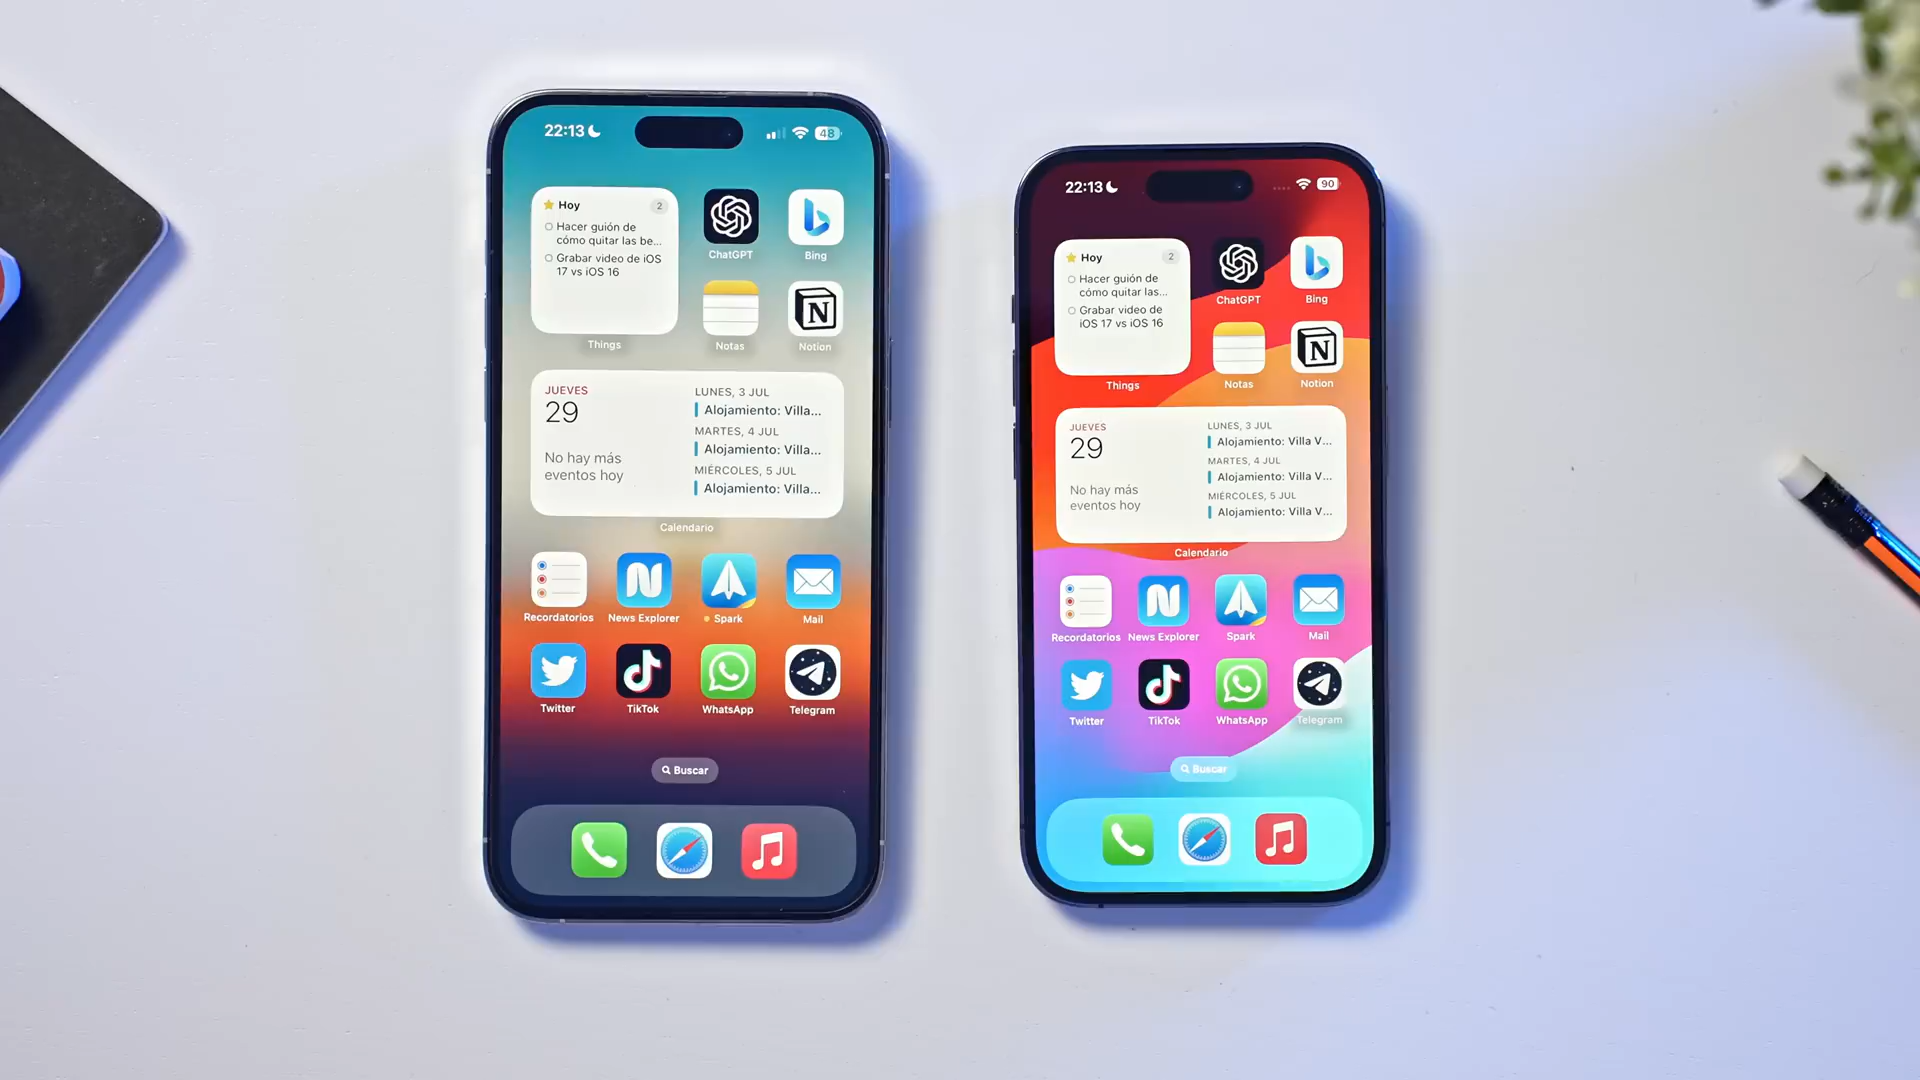 22:13
48
Hoy
2
Hacer guión de
cómo quitar las be...
Grabar video de iOS
17 vs iOS 16
Things
ChatGPT
Bing
Notas
Notion
JUEVES
29
No hay más
eventos hoy
LUNES, 3 JUL
Alojamiento: Villa...
MARTES, 4 JUL
Alojamiento: Villa...
MIÉRCOLES, 5 JUL
Alojamiento: Villa...
Calendario
Recordatorios
News Explorer
Spark
Mail
Twitter
TikTok
WhatsApp
Telegram
Buscar
22:13
90
Hoy
2
Hacer guión de
cómo quitar las...
Grabar video de
iOS 17 vs iOS 16
Things
ChatGPT
Bing
Notas
Notion
JUEVES
29
No hay más
eventos hoy
LUNES, 3 JUL
Alojamiento: Villa V...
MARTES, 4 JUL
Alojamiento: Villa V...
MIÉRCOLES, 5 JUL
Alojamiento: Villa V...
Calendario
Recordatorios
News Explorer
Spark
Mail
Twitter
TikTok
WhatsApp
Telegram
Buscar